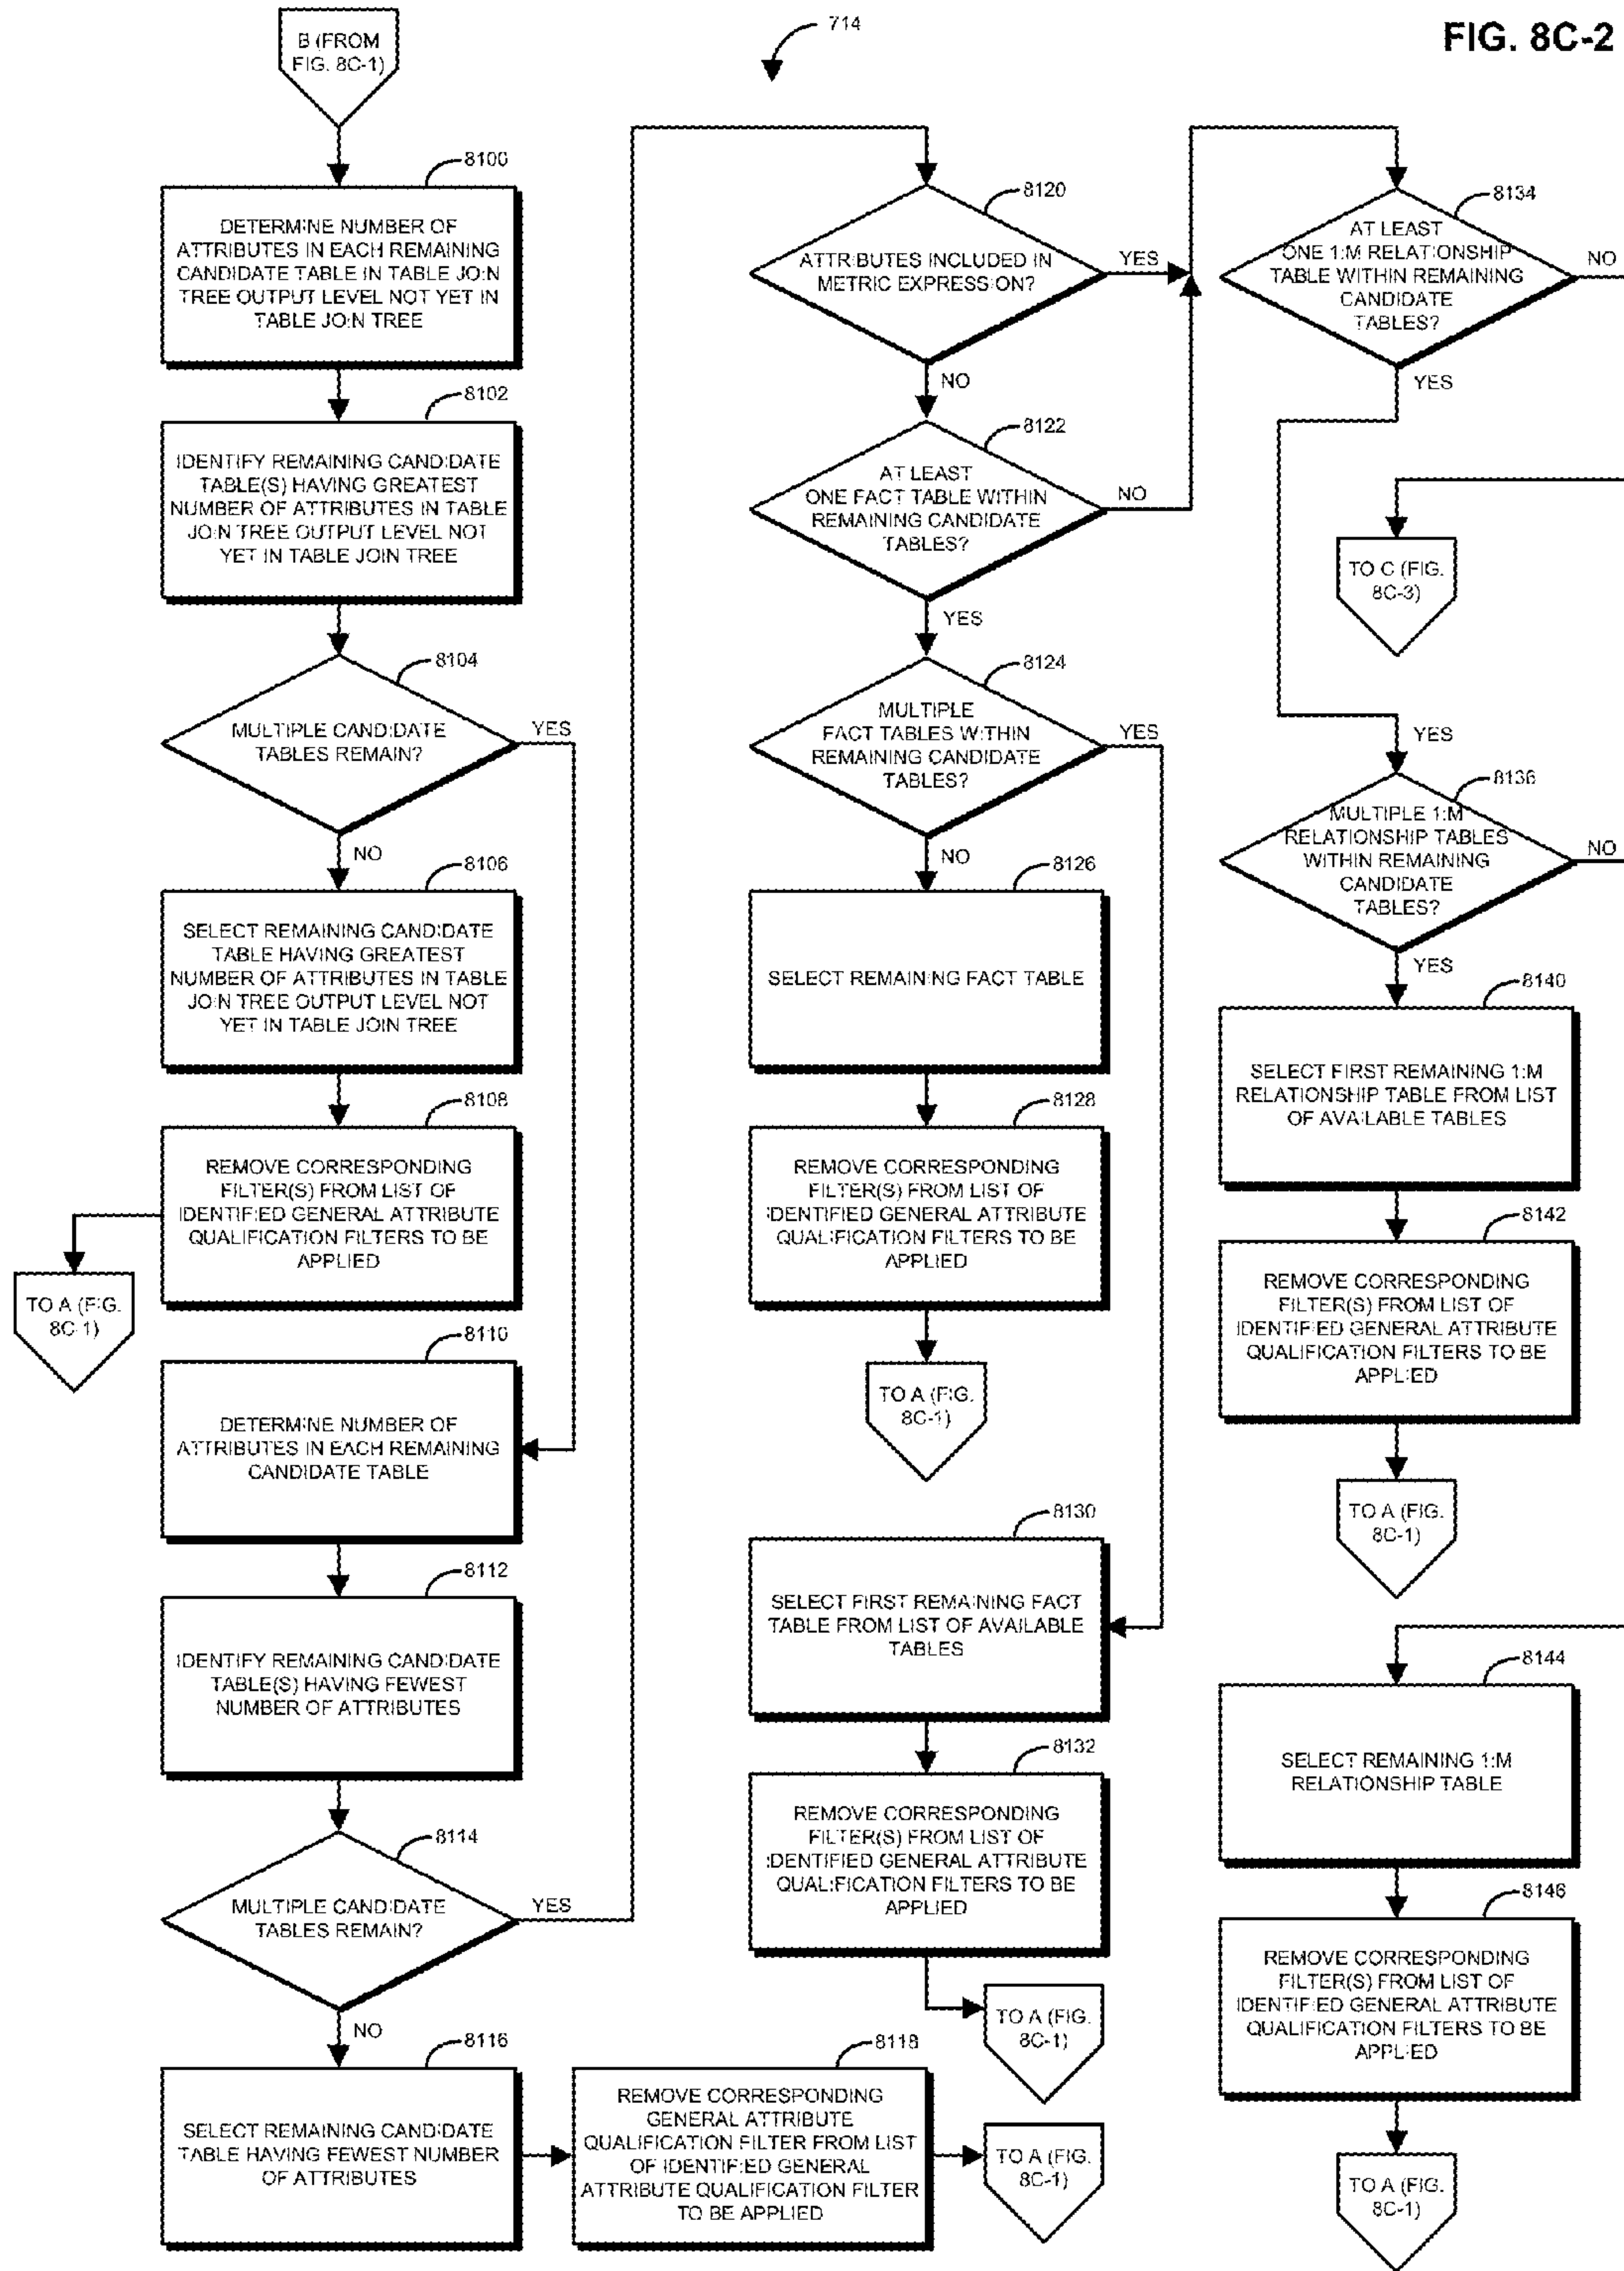 FIG. 8C-2
714
B (FROM
FIG. 8C-1)
8100
DETERMINE NUMBER OF
ATTRIBUTES IN EACH REMAINING
CANDIDATE TABLE IN TABLE JOIN
TREE OUTPUT LEVEL NOT YET IN
TABLE JOIN TREE
8102
IDENTIFY REMAINING CANDIDATE
TABLE(S) HAVING GREATEST
NUMBER OF ATTRIBUTES IN TABLE
JOIN TREE OUTPUT LEVEL NOT
YET IN TABLE JOIN TREE
8104
MULTIPLE CANDIDATE
TABLES REMAIN?
YES
NO
8106
SELECT REMAINING CANDIDATE
TABLE HAVING GREATEST
NUMBER OF ATTRIBUTES IN TABLE
JOIN TREE OUTPUT LEVEL NOT
YET IN TABLE JOIN TREE
8108
REMOVE CORRESPONDING
FILTER(S) FROM LIST OF
IDENTIFIED GENERAL ATTRIBUTE
QUALIFICATION FILTERS TO BE
APPLIED
TO A (FIG.
8C-1)
8110
DETERMINE NUMBER OF
ATTRIBUTES IN EACH REMAINING
CANDIDATE TABLE
8112
IDENTIFY REMAINING CANDIDATE
TABLE(S) HAVING FEWEST
NUMBER OF ATTRIBUTES
8114
MULTIPLE CANDIDATE
TABLES REMAIN?
YES
NO
8116
SELECT REMAINING CANDIDATE
TABLE HAVING FEWEST NUMBER
OF ATTRIBUTES
8118
REMOVE CORRESPONDING
GENERAL ATTRIBUTE
QUALIFICATION FILTER FROM LIST
OF IDENTIFIED GENERAL
ATTRIBUTE QUALIFICATION FILTER
TO BE APPLIED
TO A (FIG.
8C-1)
8120
ATTRIBUTES INCLUDED IN
METRIC EXPRESSION?
YES
NO
8122
AT LEAST
ONE FACT TABLE WITHIN
REMAINING CANDIDATE
TABLES?
NO
YES
8124
MULTIPLE
FACT TABLES WITHIN
REMAINING CANDIDATE
TABLES?
YES
NO
8126
SELECT REMAINING FACT TABLE
8128
REMOVE CORRESPONDING
FILTER(S) FROM LIST OF
IDENTIFIED GENERAL ATTRIBUTE
QUALIFICATION FILTERS TO BE
APPLIED
TO A (FIG.
8C-1)
8130
SELECT FIRST REMAINING FACT
TABLE FROM LIST OF AVAILABLE
TABLES
8132
REMOVE CORRESPONDING
FILTER(S) FROM LIST OF
IDENTIFIED GENERAL ATTRIBUTE
QUALIFICATION FILTERS TO BE
APPLIED
TO A (FIG.
8C-1)
8134
AT LEAST
ONE 1:M RELATIONSHIP
TABLE WITHIN REMAINING
CANDIDATE
TABLES?
NO
YES
TO C (FIG.
8C-3)
YES
8136
MULTIPLE 1:M
RELATIONSHIP TABLES
WITHIN REMAINING
CANDIDATE
TABLES?
NO
YES
8140
SELECT FIRST REMAINING 1:M
RELATIONSHIP TABLE FROM LIST
OF AVAILABLE TABLES
8142
REMOVE CORRESPONDING
FILTER(S) FROM LIST OF
IDENTIFIED GENERAL ATTRIBUTE
QUALIFICATION FILTERS TO BE
APPLIED
TO A (FIG.
8C-1)
8144
SELECT REMAINING 1:M
RELATIONSHIP TABLE
8146
REMOVE CORRESPONDING
FILTER(S) FROM LIST OF
IDENTIFIED GENERAL ATTRIBUTE
QUALIFICATION FILTERS TO BE
APPLIED
TO A (FIG.
8C-1)